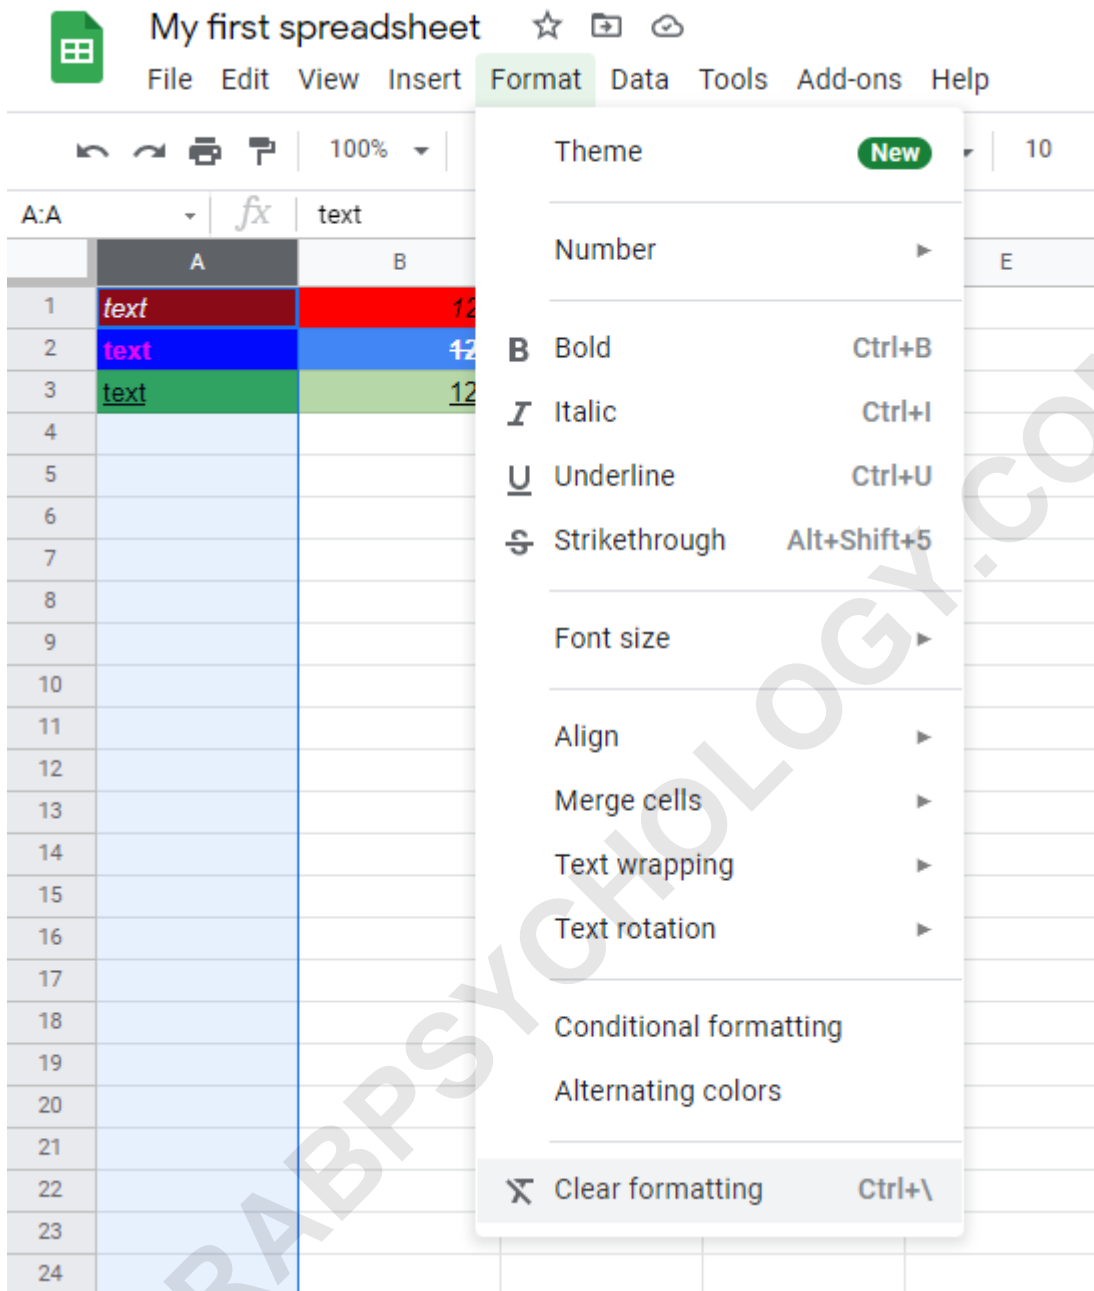 My first spreadsheet
File Edit View Insert Format Data Tools Add-ons Help
100% 10
A:A fx text
A B E
Theme New
Number
Bold Ctrl+B
Italic Ctrl+I
Underline Ctrl+U
Strikethrough Alt+Shift+5
Font size
Align
Merge cells
Text wrapping
Text rotation
Conditional formatting
Alternating colors
Clear formatting Ctrl+\
1 text 12
2 text 12
3 text 12
4
5
6
7
8
9
10
11
12
13
14
15
16
17
18
19
20
21
22
23
24
RABPSYCHOLOGY.CO